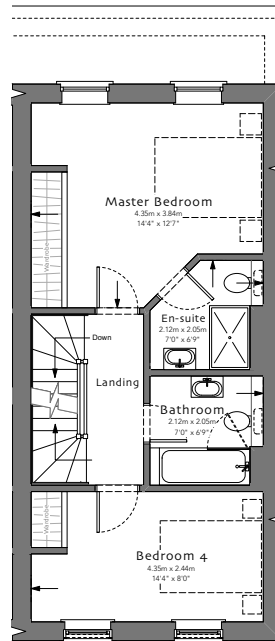 Master Bedroom
4.35m x 3.84m
14'4" x 12'7"
Wardrobe
En-suite
2.12m x 2.05m
7'0" x 6'9"
Down
Landing
Bathroom
2.12m x 2.05m
7'0" x 6'9"
Wardrobe
Bedroom 4
4.35m x 2.44m
14'4" x 8'0"